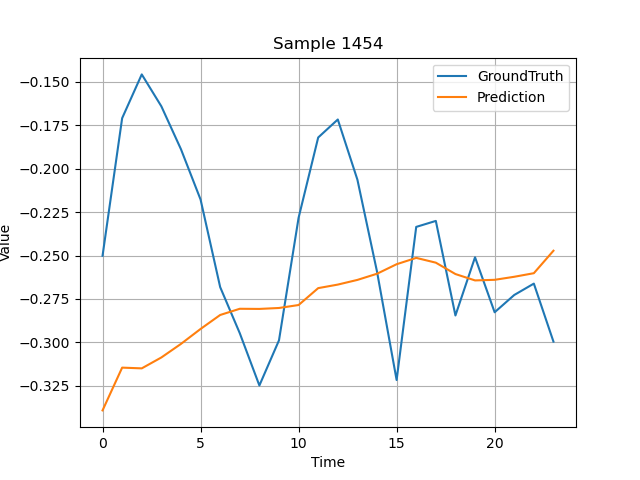 Sample 1454
GroundTruth
Prediction
−0.150
−0.175
−0.200
−0.225
−0.250
−0.275
−0.300
−0.325
Value
0 5 10 15 20
Time